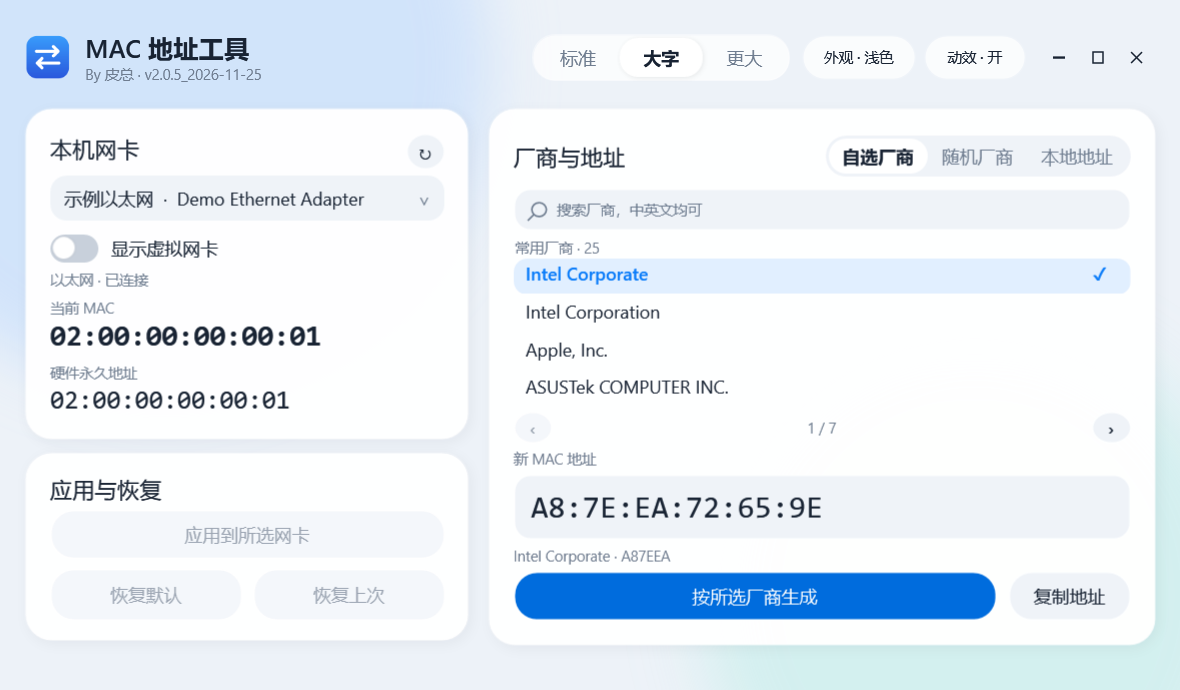 MAC 地址工具
By 皮总 · v2.0.5_2026-11-25
标准 大字 更大 外观 · 浅色 动效 · 开
本机网卡
示例以太网 · Demo Ethernet Adapter
显示虚拟网卡
以太网 · 已连接
当前 MAC
02:00:00:00:00:01
硬件永久地址
02:00:00:00:00:01
应用与恢复
应用到所选网卡
恢复默认 恢复上次
厂商与地址
自选厂商 随机厂商 本地地址
搜索厂商，中英文均可
常用厂商 · 25
Intel Corporate ✓
Intel Corporation
Apple, Inc.
ASUSTek COMPUTER INC.
‹ 1 / 7 ›
新 MAC 地址
A8:7E:EA:72:65:9E
Intel Corporate · A87EEA
按所选厂商生成 复制地址